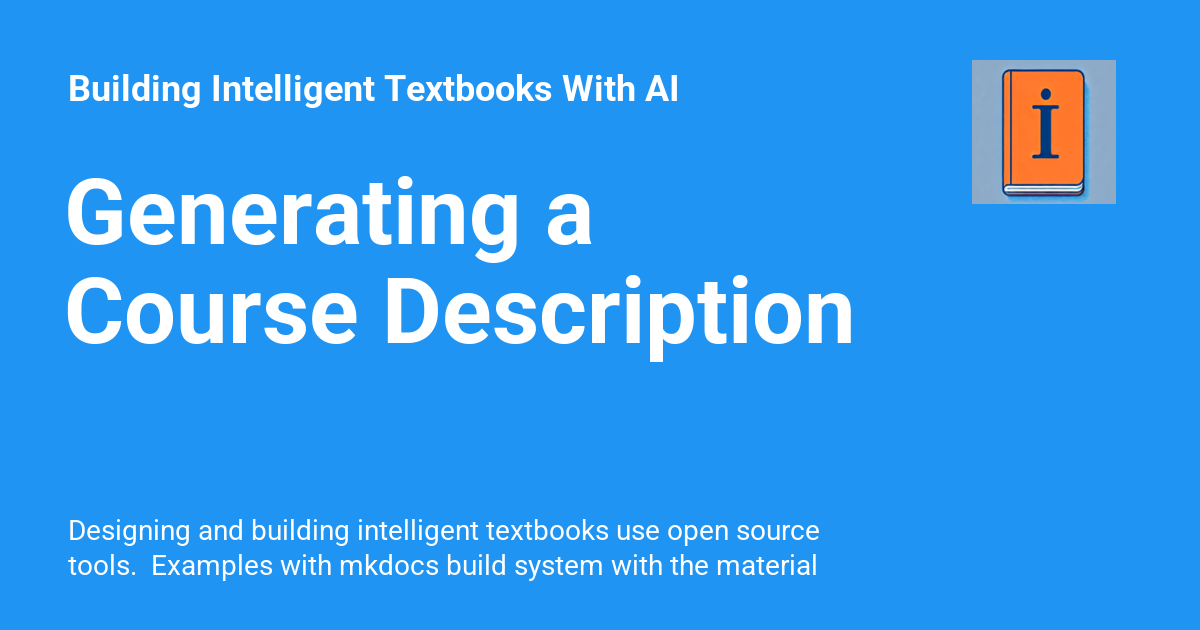 Building Intelligent Textbooks With AI
i
Generating a
Course Description
Designing and building intelligent textbooks use open source
tools.  Examples with mkdocs build system with the material